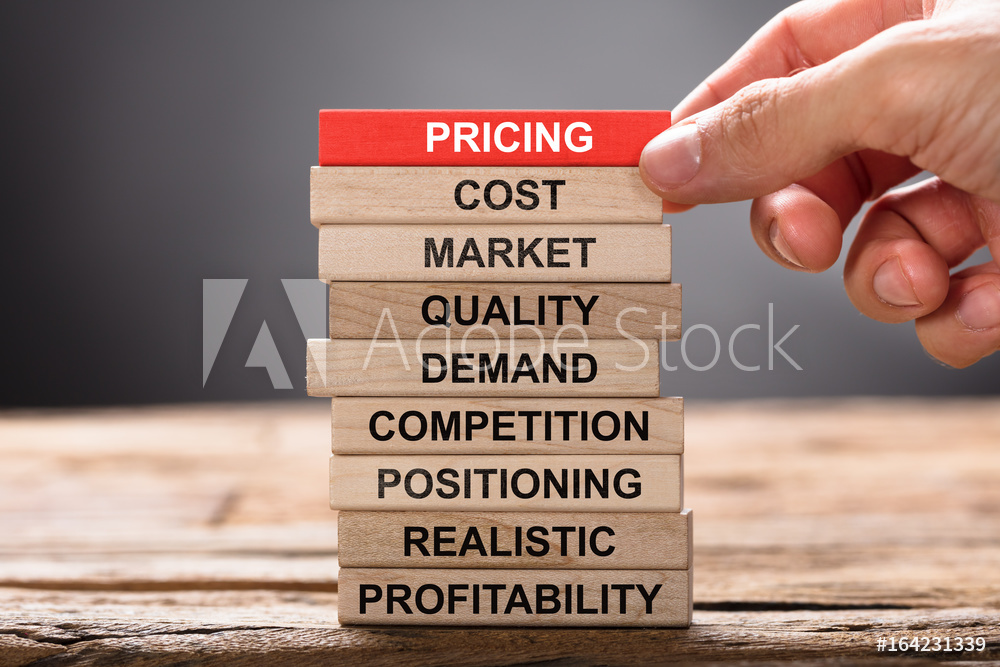 PRICING
COST
MARKET
QUALITY
DEMAND
Adobe Stock
COMPETITION
POSITIONING
REALISTIC
PROFITABILITY
#164231339